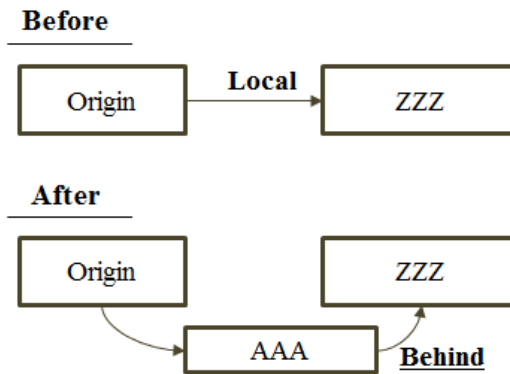 Before
Origin
Local
ZZZ
After
Origin
ZZZ
AAA
Behind